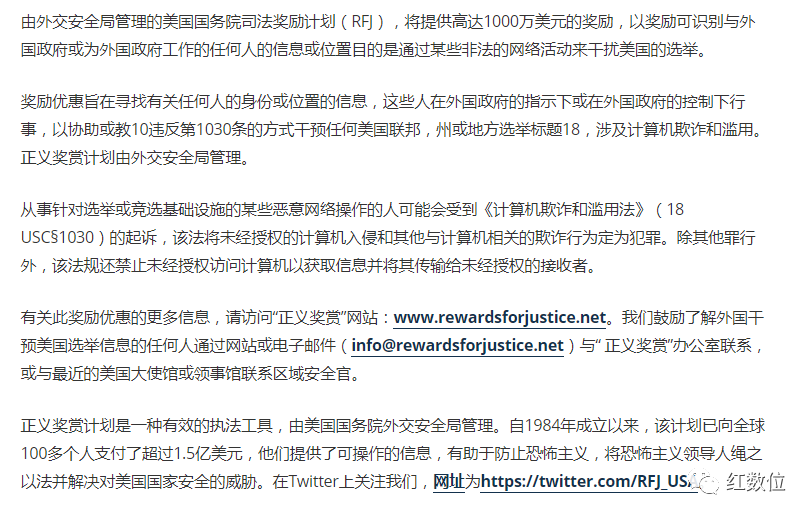 由外交安全局管理的美国国务院司法奖励计划（RFJ），将提供高达1000万美元的奖励，以奖励可识别与外
国政府或为外国政府工作的任何人的信息或位置目的是通过某些非法的网络活动来干扰美国的选举。
奖励优惠旨在寻找有关任何人的身份或位置的信息，这些人在外国政府的指示下或在外国政府的控制下行
事，以协助或教10违反第1030条的方式干预任何美国联邦，州或地方选举标题18，涉及计算机欺诈和滥用。
正义奖赏计划由外交安全局管理。
从事针对选举或竞选基础设施的某些恶意网络操作的人可能会受到《计算机欺诈和滥用法》（18
USC§1030）的起诉，该法将未经授权的计算机入侵和其他与计算机相关的欺诈行为定为犯罪。除其他罪行
外，该法规还禁止未经授权访问计算机以获取信息并将其传输给未经授权的接收者。
有关此奖励优惠的更多信息，请访问“正义奖赏”网站：www.rewardsforjustice.net。我们鼓励了解外国干
预美国选举信息的任何人通过网站或电子邮件（info@rewardsforjustice.net）与“ 正义奖赏”办公室联系，
或与最近的美国大使馆或领事馆联系区域安全官。
正义奖赏计划是一种有效的执法工具，由美国国务院外交安全局管理。自1984年成立以来，该计划已向全球
100多个人支付了超过1.5亿美元，他们提供了可操作的信息，有助于防止恐怖主义，将恐怖主义领导人绳之
以法并解决对美国国家安全的威胁。在Twitter上关注我们，网址为https://twitter.com/RFJ_USA
红数位